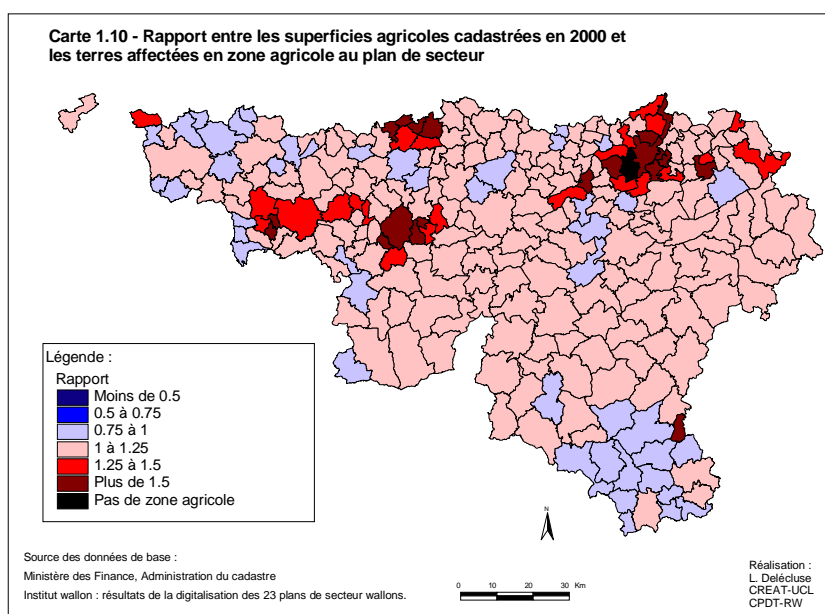 Carte 1.10 - Rapport entre les superficies agricoles cadastrées en 2000 et
les terres affectées en zone agricole au plan de secteur
Légende :
Rapport
Moins de 0.5
0.5 à 0.75
0.75 à 1
1 à 1.25
1.25 à 1.5
Plus de 1.5
Pas de zone agricole
N
Source des données de base :
Ministère des Finance, Administration du cadastre
Institut wallon : résultats de la digitalisation des 23 plans de secteur wallons.
0 10 20 30 Km
Réalisation :
L. Delécluse
CREAT-UCL
CPDT-RW